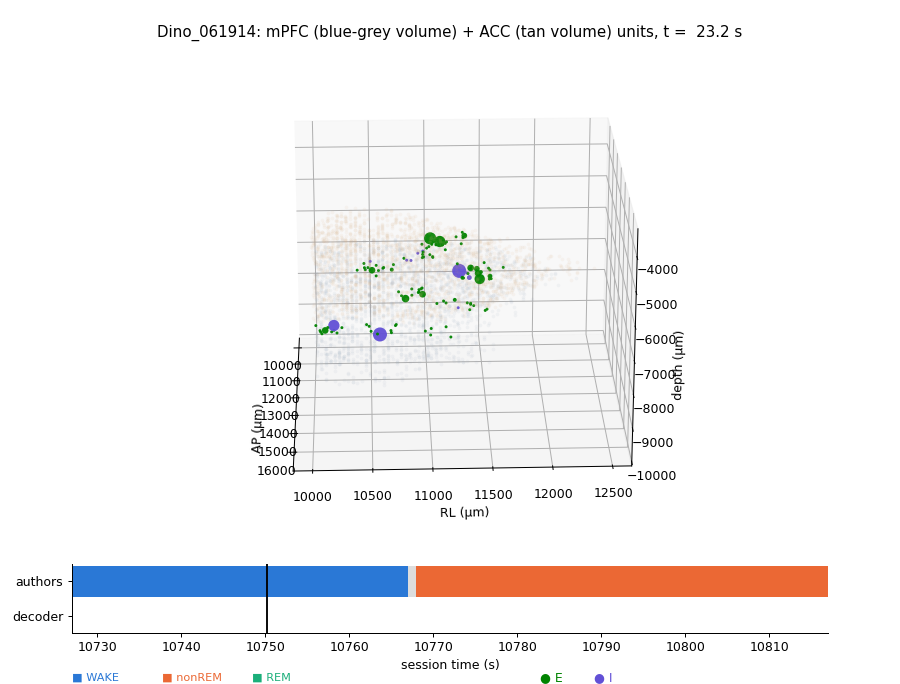 Dino_061914: mPFC (blue-grey volume) + ACC (tan volume) units, t =  23.2 s
−4000
−5000
−6000
−7000
−8000
−9000
−10000
depth (μm)
10000
11000
12000
13000
14000
15000
16000
AP (μm)
10000 10500 11000 11500 12000 12500
RL (μm)
authors
decoder
10730 10740 10750 10760 10770 10780 10790 10800 10810
session time (s)
WAKE nonREM REM E I